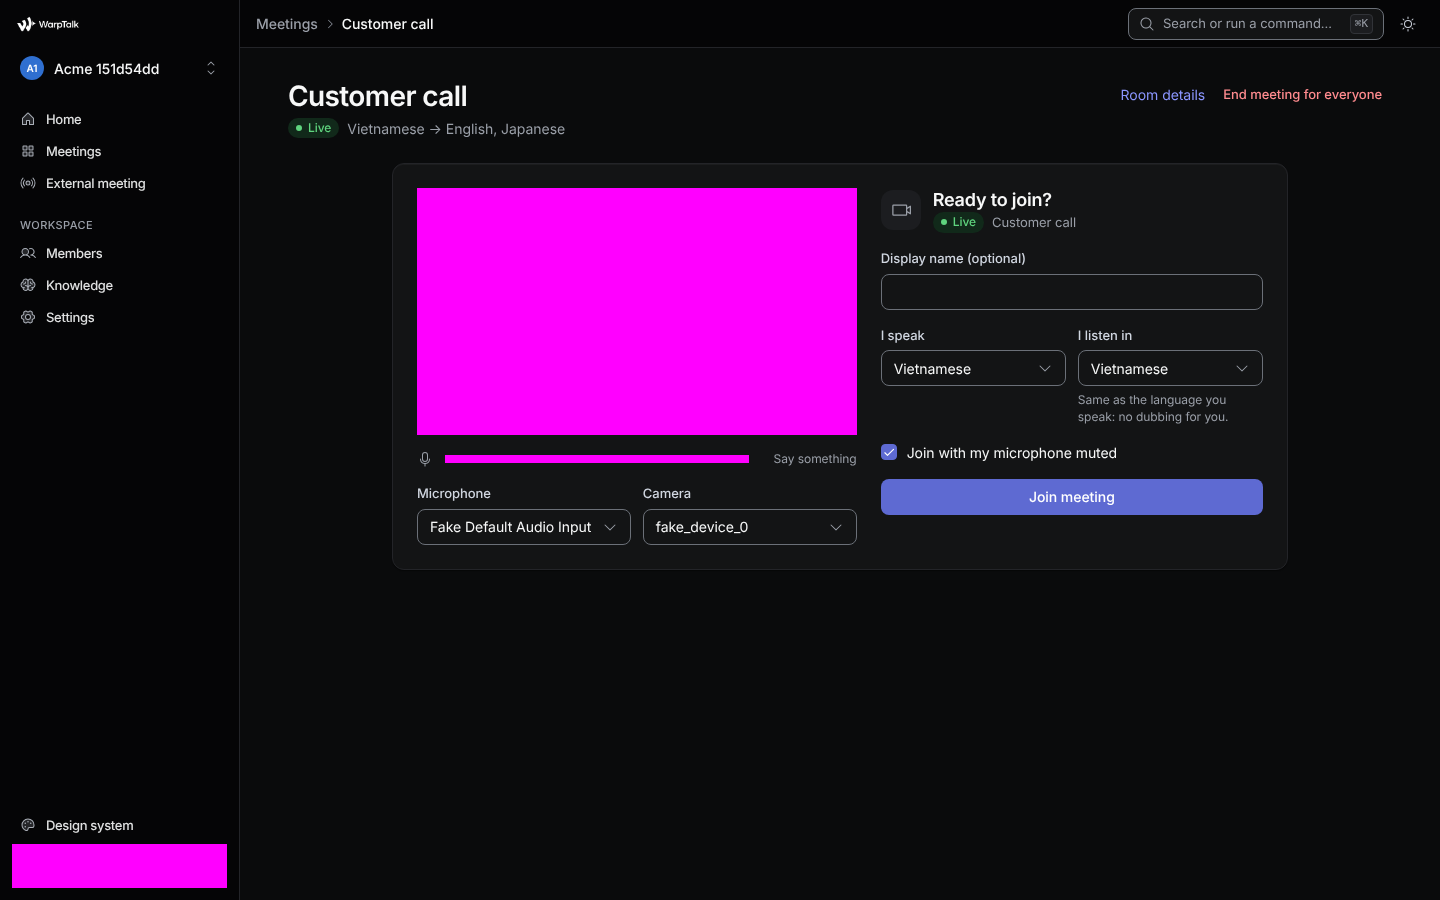 WarpTalk
Meetings > Customer call
Search or run a command... ⌘K
A1 Acme 151d54dd
Home
Meetings
External meeting
WORKSPACE
Members
Knowledge
Settings
Design system
Customer call
Live Vietnamese → English, Japanese
Room details
End meeting for everyone
Say something
Microphone
Fake Default Audio Input
Camera
fake_device_0
Ready to join?
Live Customer call
Display name (optional)
I speak
Vietnamese
I listen in
Vietnamese
Same as the language you
speak: no dubbing for you.
Join with my microphone muted
Join meeting